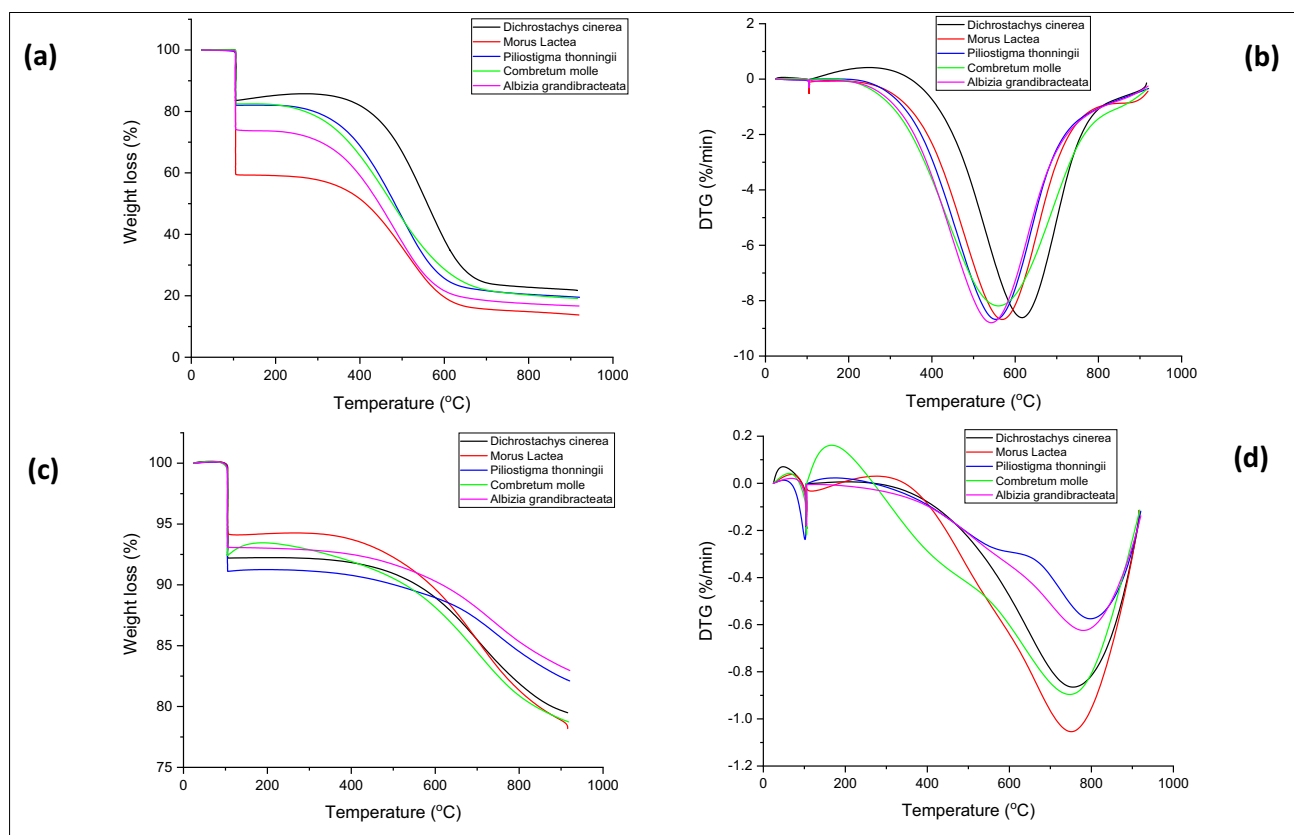 (a)
Dichrostachys cinerea
Morus Lactea
Piliostigma thonningii
Combretum molle
Albizia grandibracteata
100
80
60
40
20
0
Weight loss (%)
0 200 400 600 800 1000
Temperature (°C)
(b)
Dichrostachys cinerea
Morus Lactea
Piliostigma thonningii
Combretum molle
Albizia grandibracteata
2
0
-2
-4
-6
-8
-10
DTG (%/min)
0 200 400 600 800 1000
Temperature (°C)
(c)
Dichrostachys cinerea
Morus Lactea
Piliostigma thonningii
Combretum molle
Albizia grandibracteata
100
95
90
85
80
75
Weight loss (%)
0 200 400 600 800 1000
Temperature (°C)
(d)
Dichrostachys cinerea
Morus Lactea
Piliostigma thonningii
Combretum molle
Albizia grandibracteata
0.2
0.0
-0.2
-0.4
-0.6
-0.8
-1.0
-1.2
DTG (%/min)
0 200 400 600 800 1000
Temperature (°C)